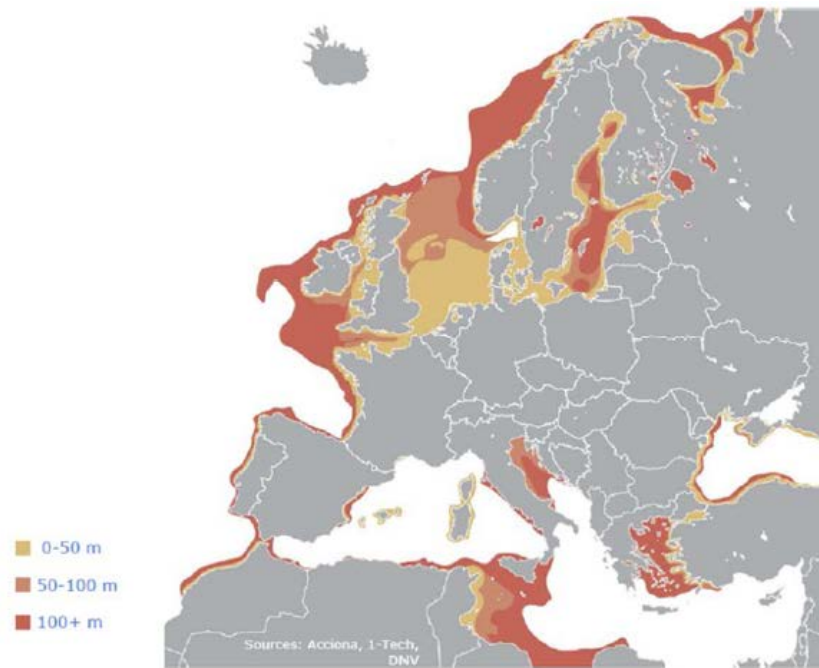 0-50 m
50-100 m
100+ m
Sources: Acciona, 1-Tech,
DNV